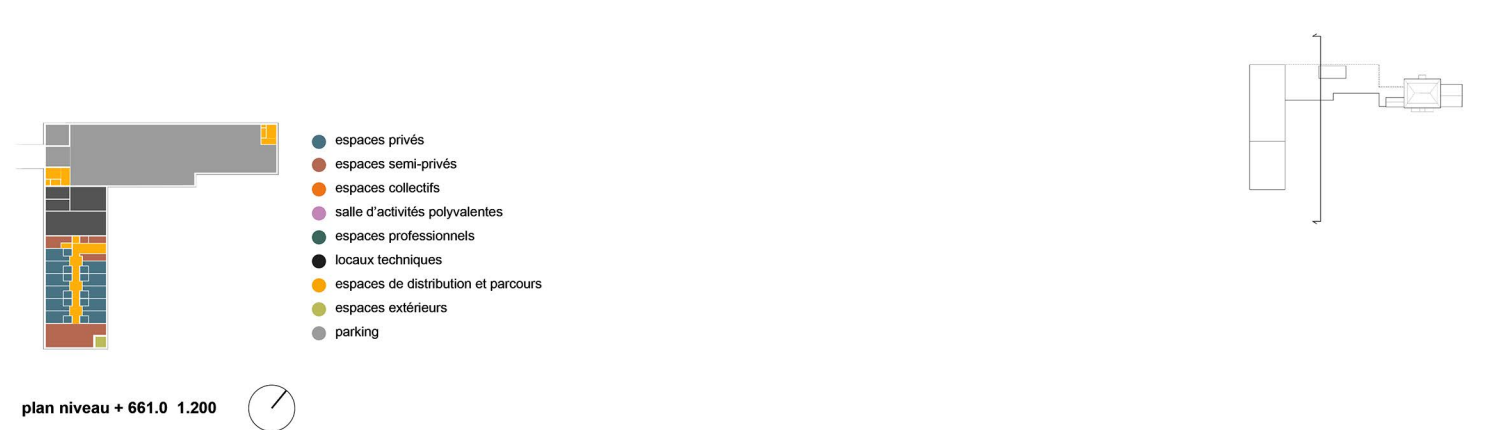 espaces privés
espaces semi-privés
espaces collectifs
salle d'activités polyvalentes
espaces professionnels
locaux techniques
espaces de distribution et parcours
espaces extérieurs
parking
plan niveau + 661.0 1.200